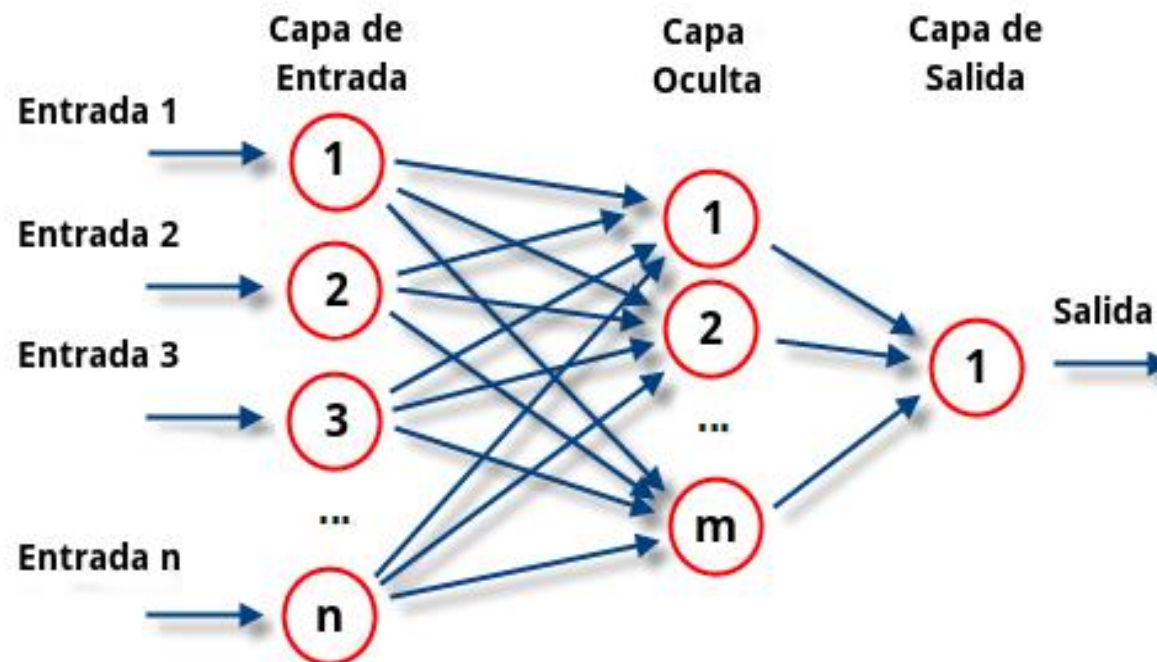 Capa de
Entrada
Capa
Oculta
Capa de
Salida
Entrada 1
1
Entrada 2
2
Entrada 3
3
...
Entrada n
n
1
2
...
m
1
Salida